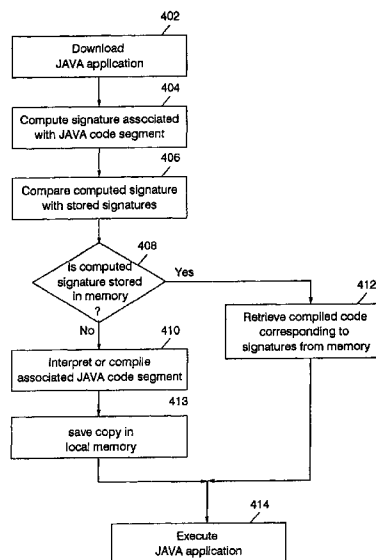 402
Download
JAVA application
404
Compute signature associated
with JAVA code segment
406
Compare computed signature
with stored signatures
408
Is computed
signature stored
in memory
?
Yes
No
412
Retrieve compiled code
corresponding to
signatures from memory
410
Interpret or compile
associated JAVA code segment
413
save copy in
local memory
414
Execute
JAVA application